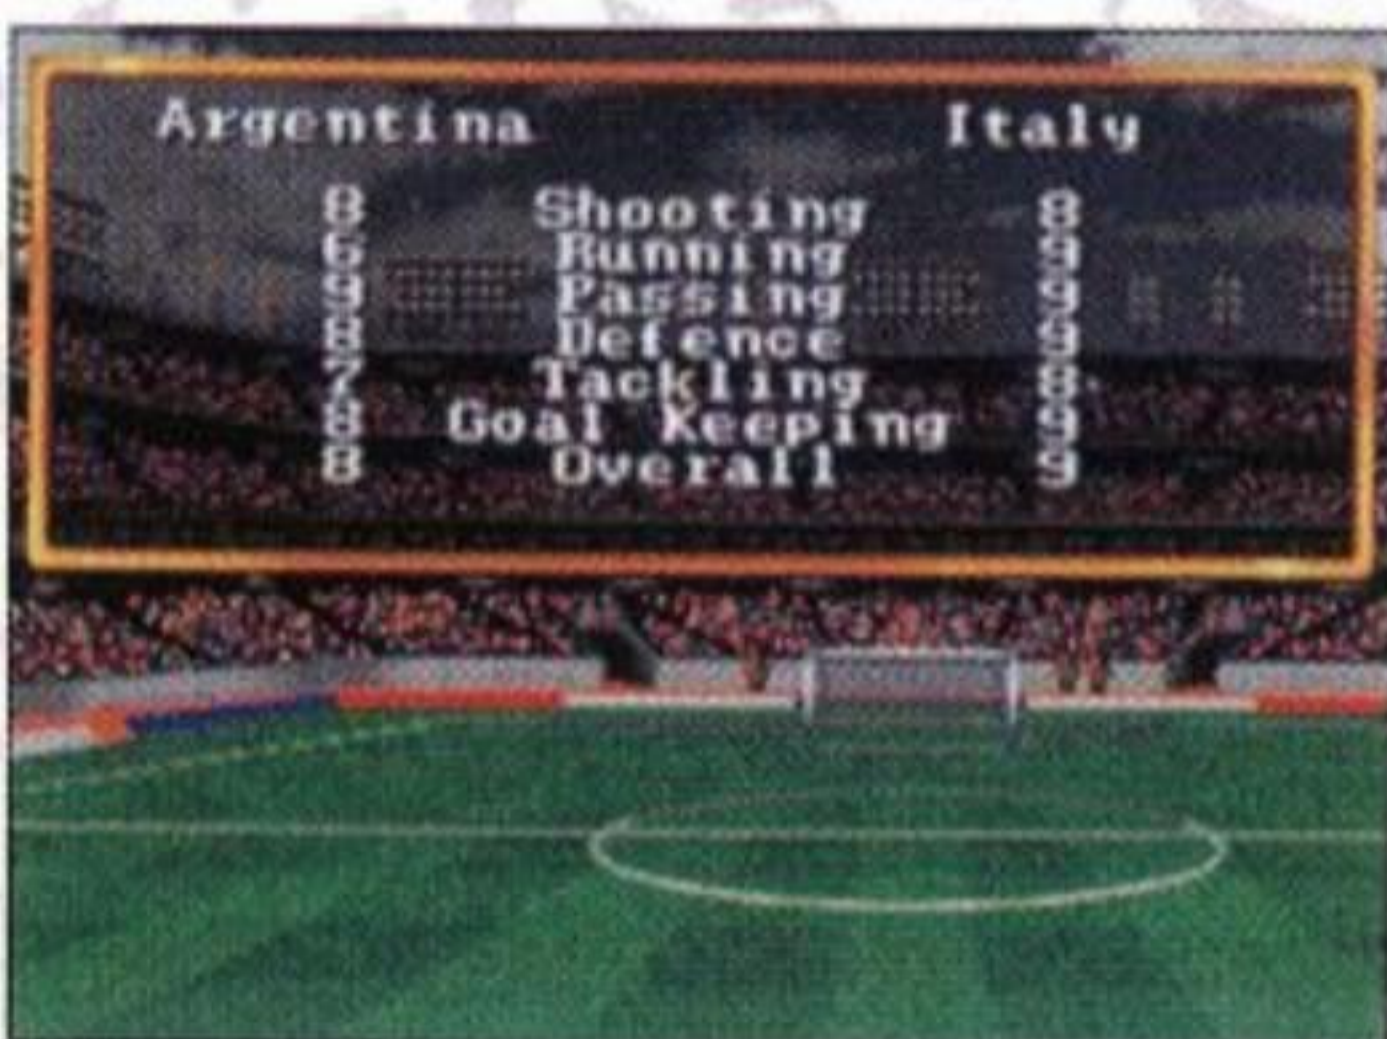 Argentina Italy
8 Shooting 8
6 Running 9
9 Passing 9
8 Defence 9
7 Tackling 8
8 Goal Keeping 9
8 Overall 9